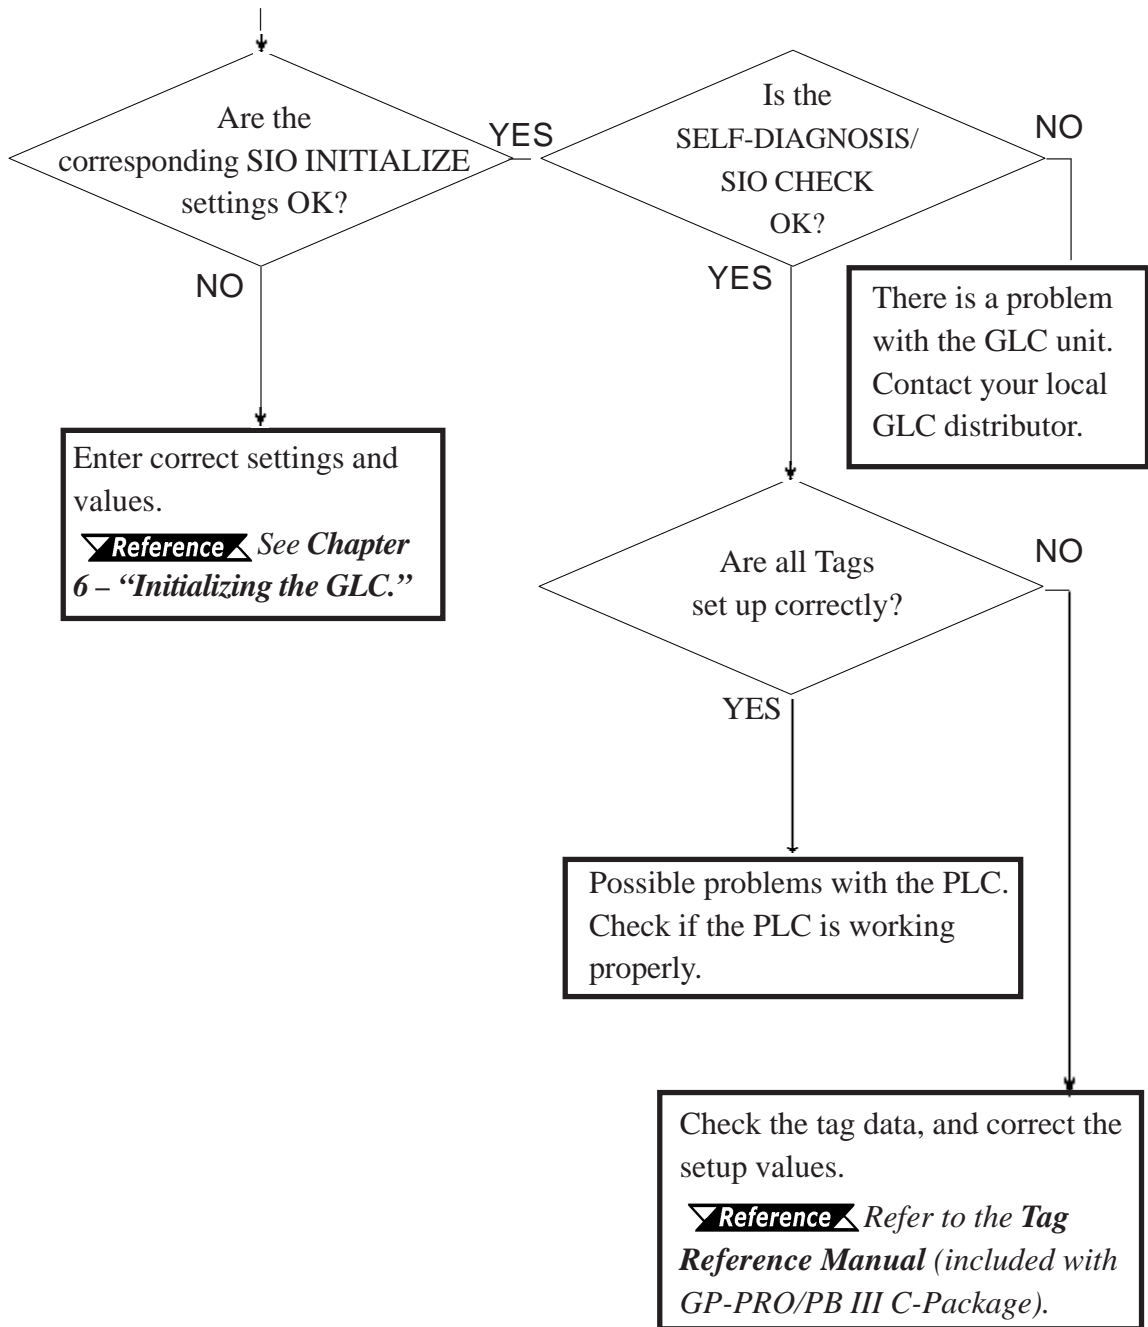 Are the
corresponding SIO INITIALIZE
settings OK?
YES
NO
Is the
SELF-DIAGNOSIS/
SIO CHECK
OK?
NO
YES
There is a problem
with the GLC unit.
Contact your local
GLC distributor.
Enter correct settings and
values.
Reference See Chapter
6 – “Initializing the GLC.”
Are all Tags
set up correctly?
NO
YES
Possible problems with the PLC.
Check if the PLC is working
properly.
Check the tag data, and correct the
setup values.
Reference Refer to the Tag
Reference Manual (included with
GP-PRO/PB III C-Package).